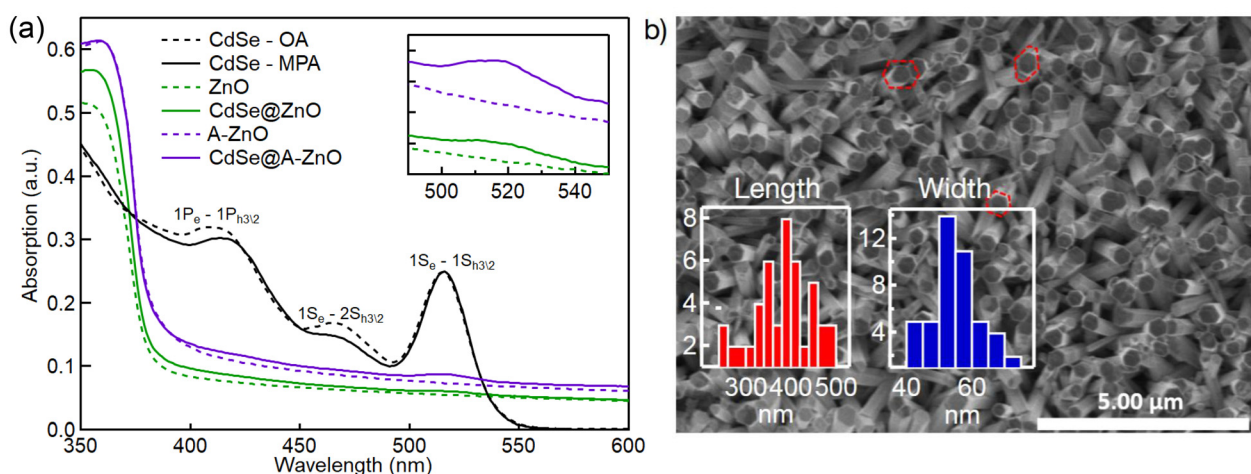 (a)
CdSe - OA
CdSe - MPA
ZnO
CdSe@ZnO
A-ZnO
CdSe@A-ZnO
500
520
540
1Pe - 1Ph3\2
1Se - 2Sh3\2
1Se - 1Sh3\2
0.6
0.5
0.4
0.3
0.2
0.1
0.0
Absorption (a.u.)
350
400
450
500
550
600
Wavelength (nm)
b)
Length
8
6
4
2
300 400 500
nm
Width
12
8
4
40
60
nm
5.00 µm